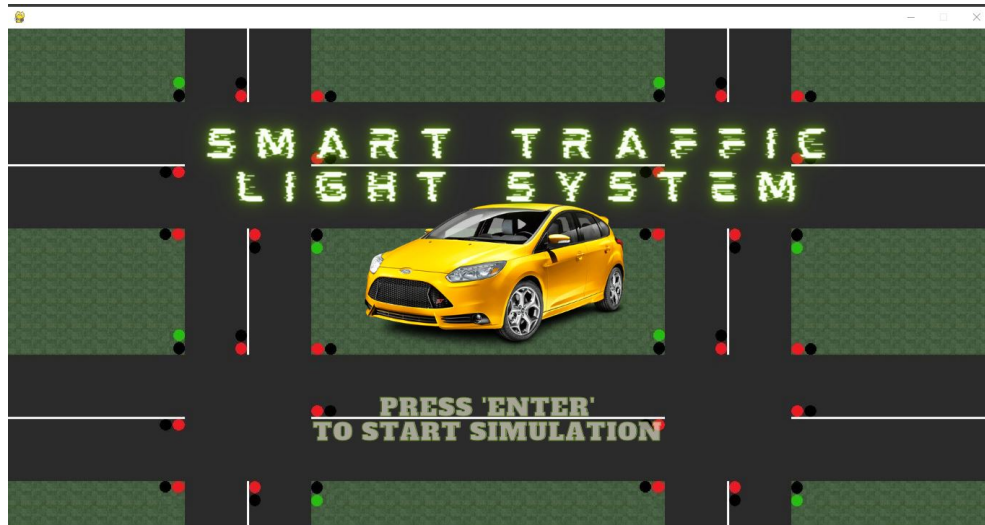 SMART TRAFFIC
LIGHT SYSTEM
PRESS 'ENTER'
TO START SIMULATION